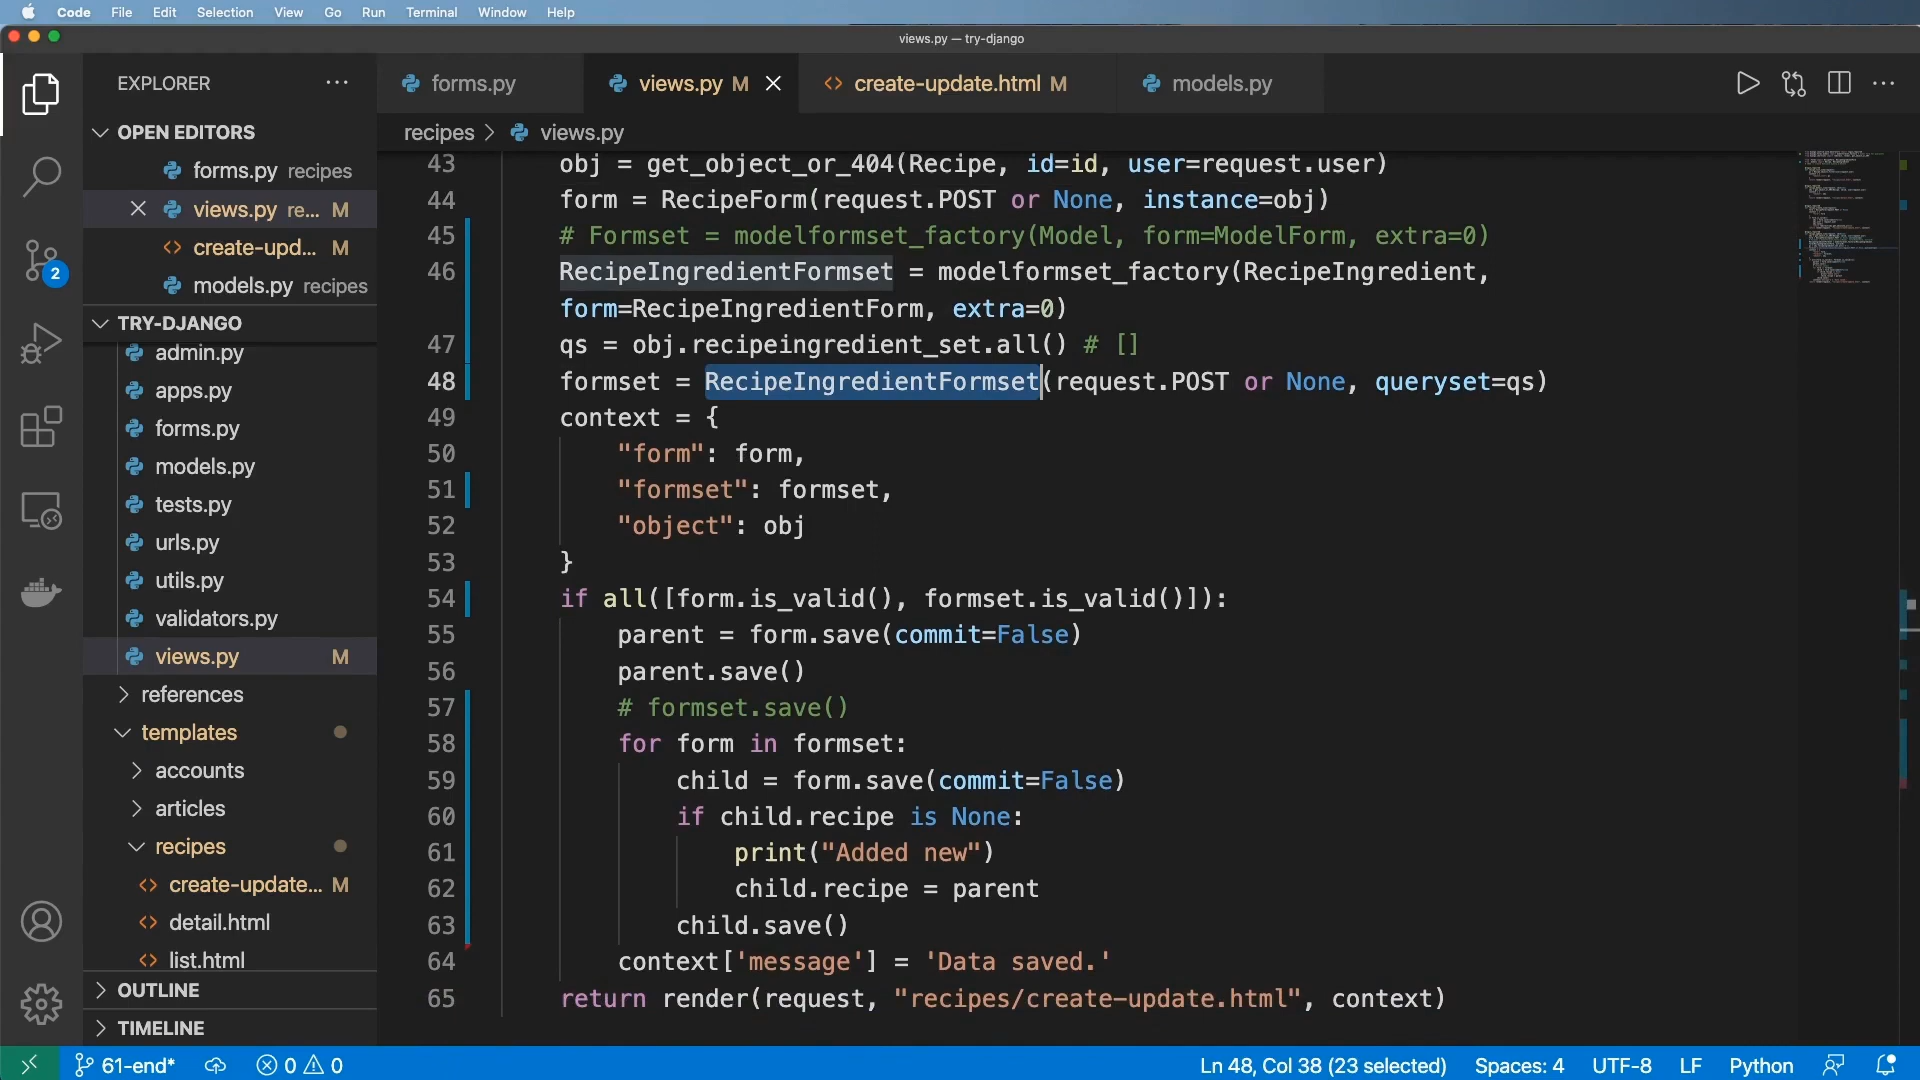 Code File Edit Selection View Go Run Terminal Window Help
views.py — try-django
EXPLORER
forms.py
views.py M
create-update.html M
models.py
OPEN EDITORS
recipes > views.py
forms.py recipes
views.py re... M
create-upd... M
models.py recipes
TRY-DJANGO
admin.py
apps.py
forms.py
models.py
tests.py
urls.py
utils.py
validators.py
views.py M
references
templates
accounts
articles
recipes
create-update... M
detail.html
list.html
OUTLINE
TIMELINE
2
43 obj = get_object_or_404(Recipe, id=id, user=request.user)
44 form = RecipeForm(request.POST or None, instance=obj)
45 # Formset = modelformset_factory(Model, form=ModelForm, extra=0)
46 RecipeIngredientFormset = modelformset_factory(RecipeIngredient,
form=RecipeIngredientForm, extra=0)
47 qs = obj.recipeingredient_set.all() # []
48 formset = RecipeIngredientFormset(request.POST or None, queryset=qs)
49 context = {
50 "form": form,
51 "formset": formset,
52 "object": obj
53 }
54 if all([form.is_valid(), formset.is_valid()]):
55 parent = form.save(commit=False)
56 parent.save()
57 # formset.save()
58 for form in formset:
59 child = form.save(commit=False)
60 if child.recipe is None:
61 print("Added new")
62 child.recipe = parent
63 child.save()
64 context['message'] = 'Data saved.'
65 return render(request, "recipes/create-update.html", context)
61-end* 0 0 Ln 48, Col 38 (23 selected) Spaces: 4 UTF-8 LF Python